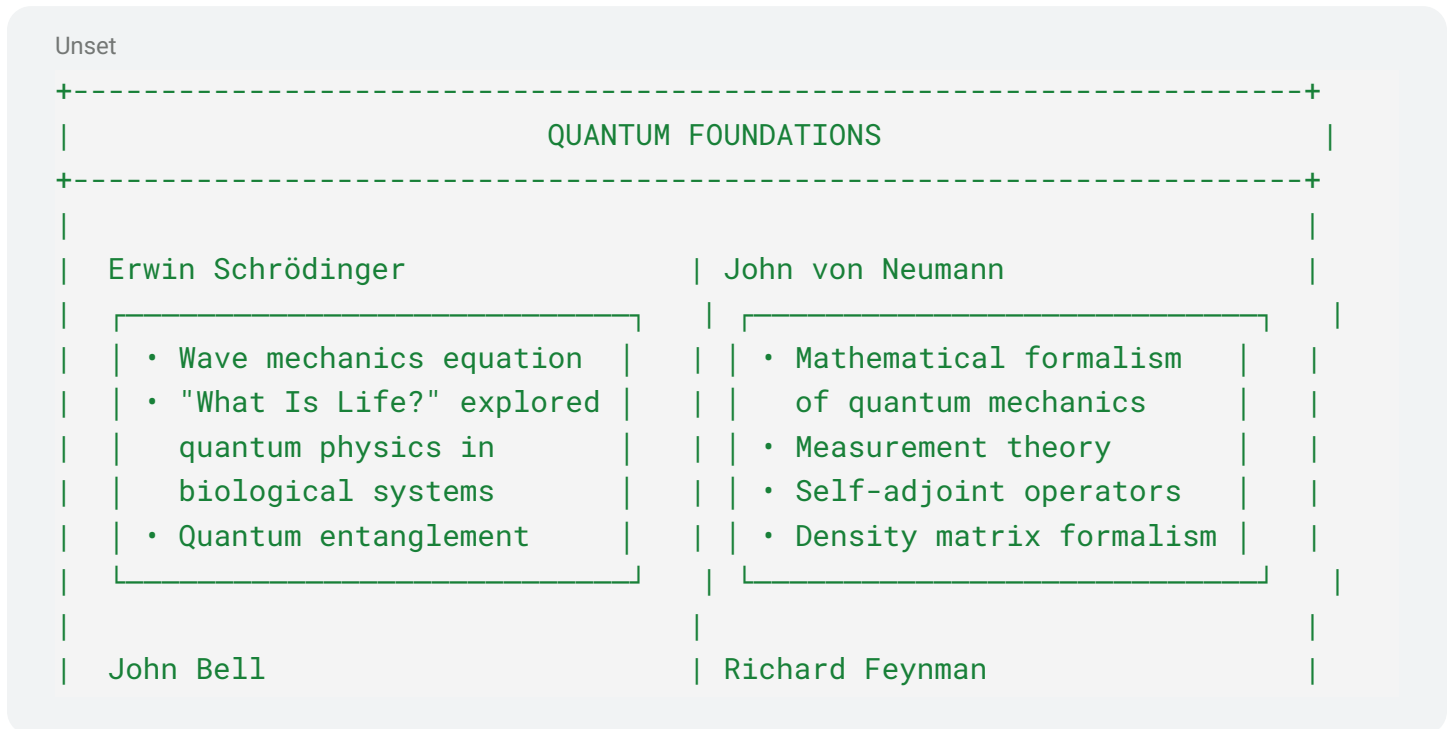 Unset
+----------------------------------------------------------------------+
| QUANTUM FOUNDATIONS |
+----------------------------------------------------------------------+
| |
| Erwin Schrödinger | John von Neumann |
| ┌─────────────────────────────┐ | ┌─────────────────────────────┐ |
| │ • Wave mechanics equation │ | │ • Mathematical formalism │ |
| │ • "What Is Life?" explored │ | │ of quantum mechanics │ |
| │ quantum physics in │ | │ • Measurement theory │ |
| │ biological systems │ | │ • Self-adjoint operators │ |
| │ • Quantum entanglement │ | │ • Density matrix formalism │ |
| └─────────────────────────────┘ | └─────────────────────────────┘ |
| | |
| John Bell | Richard Feynman |